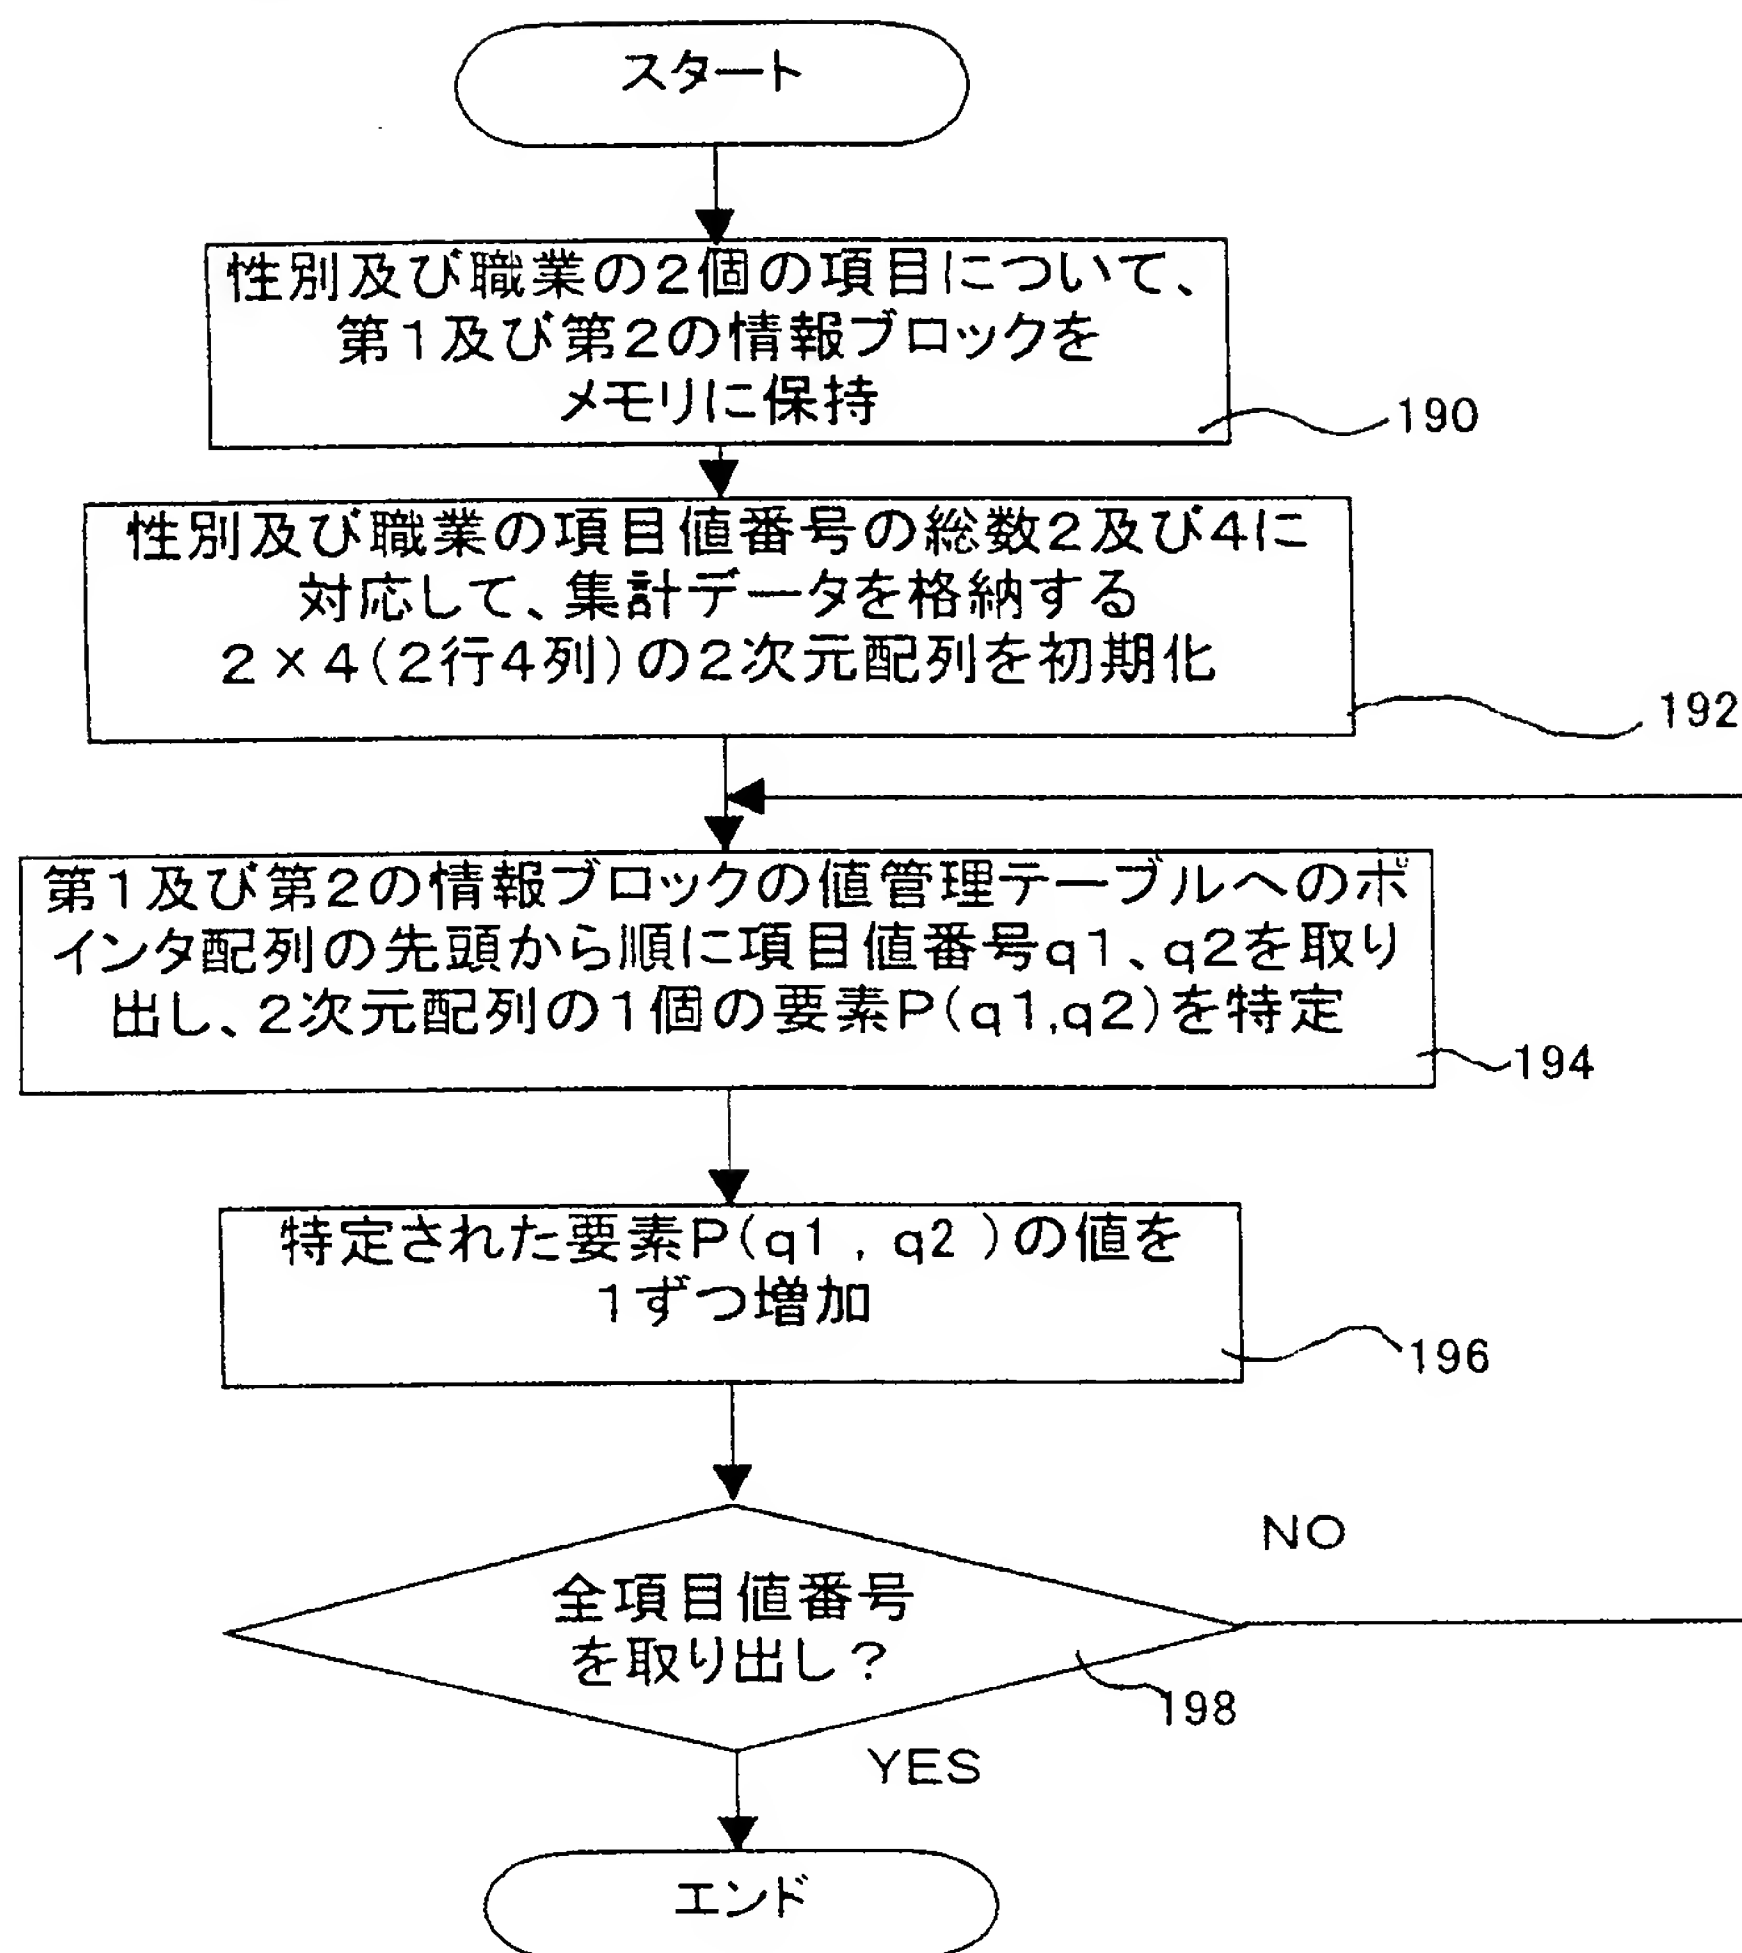 スタート
性別及び職業の2個の項目について、
第1及び第2の情報ブロックを
メモリに保持
190
性別及び職業の項目値番号の総数2及び4に
対応して、集計データを格納する
2×4(2行4列)の2次元配列を初期化
192
第1及び第2の情報ブロックの値管理テーブルへのポ
インタ配列の先頭から順に項目値番号q1、q2を取り
出し、2次元配列の1個の要素P(q1,q2)を特定
194
特定された要素P(q1 , q2 )の値を
1ずつ増加
196
NO
全項目値番号
を取り出し?
198
YES
エンド